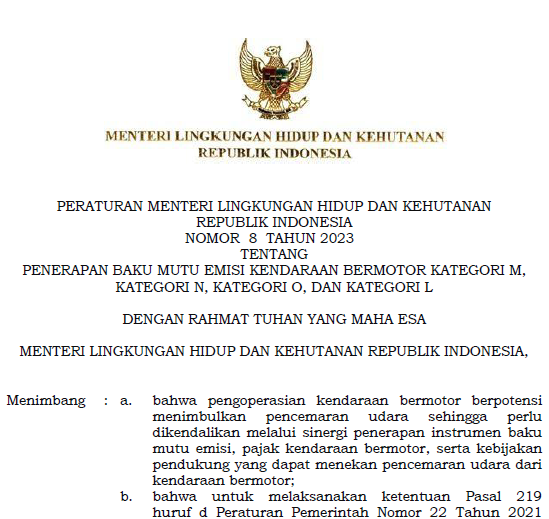 MENTERI LINGKUNGAN HIDUP DAN KEHUTANAN
REPUBLIK INDONESIA
PERATURAN MENTERI LINGKUNGAN HIDUP DAN KEHUTANAN
REPUBLIK INDONESIA
NOMOR 8 TAHUN 2023
TENTANG
PENERAPAN BAKU MUTU EMISI KENDARAAN BERMOTOR KATEGORI M,
KATEGORI N, KATEGORI O, DAN KATEGORI L
DENGAN RAHMAT TUHAN YANG MAHA ESA
MENTERI LINGKUNGAN HIDUP DAN KEHUTANAN REPUBLIK INDONESIA,
Menimbang : a. bahwa pengoperasian kendaraan bermotor berpotensi
menimbulkan pencemaran udara sehingga perlu
dikendalikan melalui sinergi penerapan instrumen baku
mutu emisi, pajak kendaraan bermotor, serta kebijakan
pendukung yang dapat menekan pencemaran udara dari
kendaraan bermotor;
b. bahwa untuk melaksanakan ketentuan Pasal 219
huruf d Peraturan Pemerintah Nomor 22 Tahun 2021